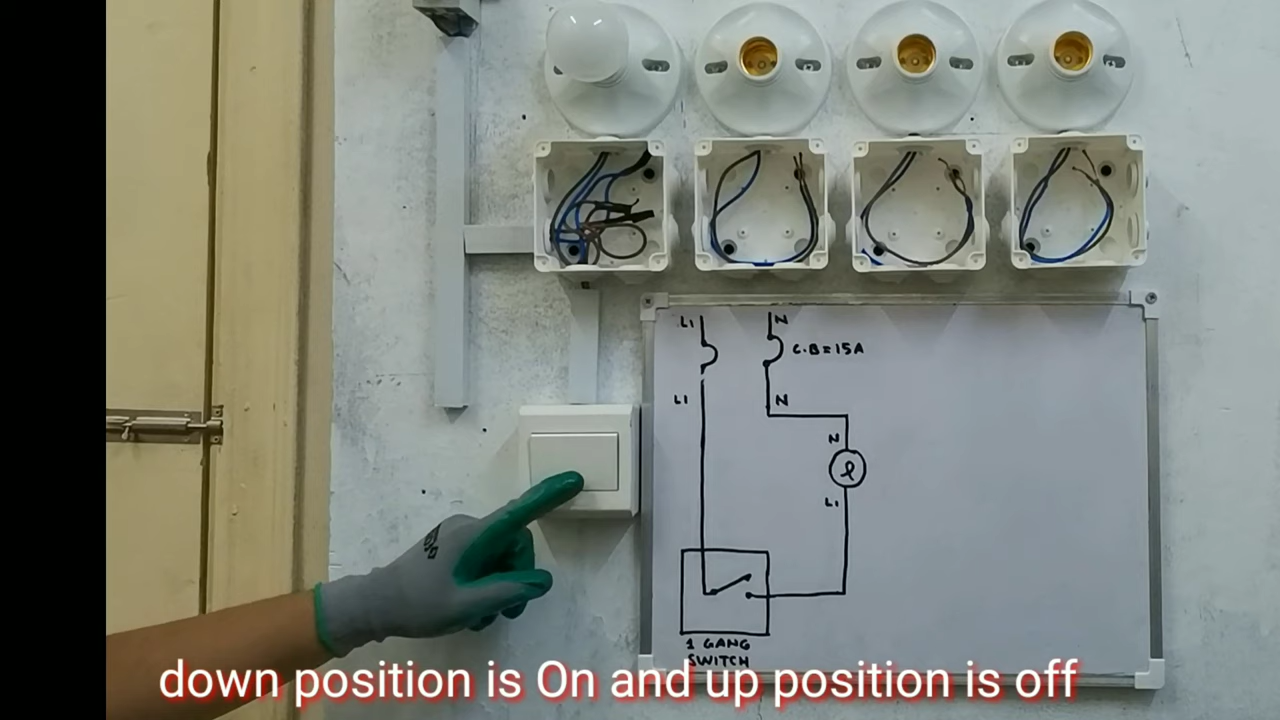 L1
N
C.B=15A
L1
N
N
L1
1 GANG
SWITCH
down position is On and up position is off